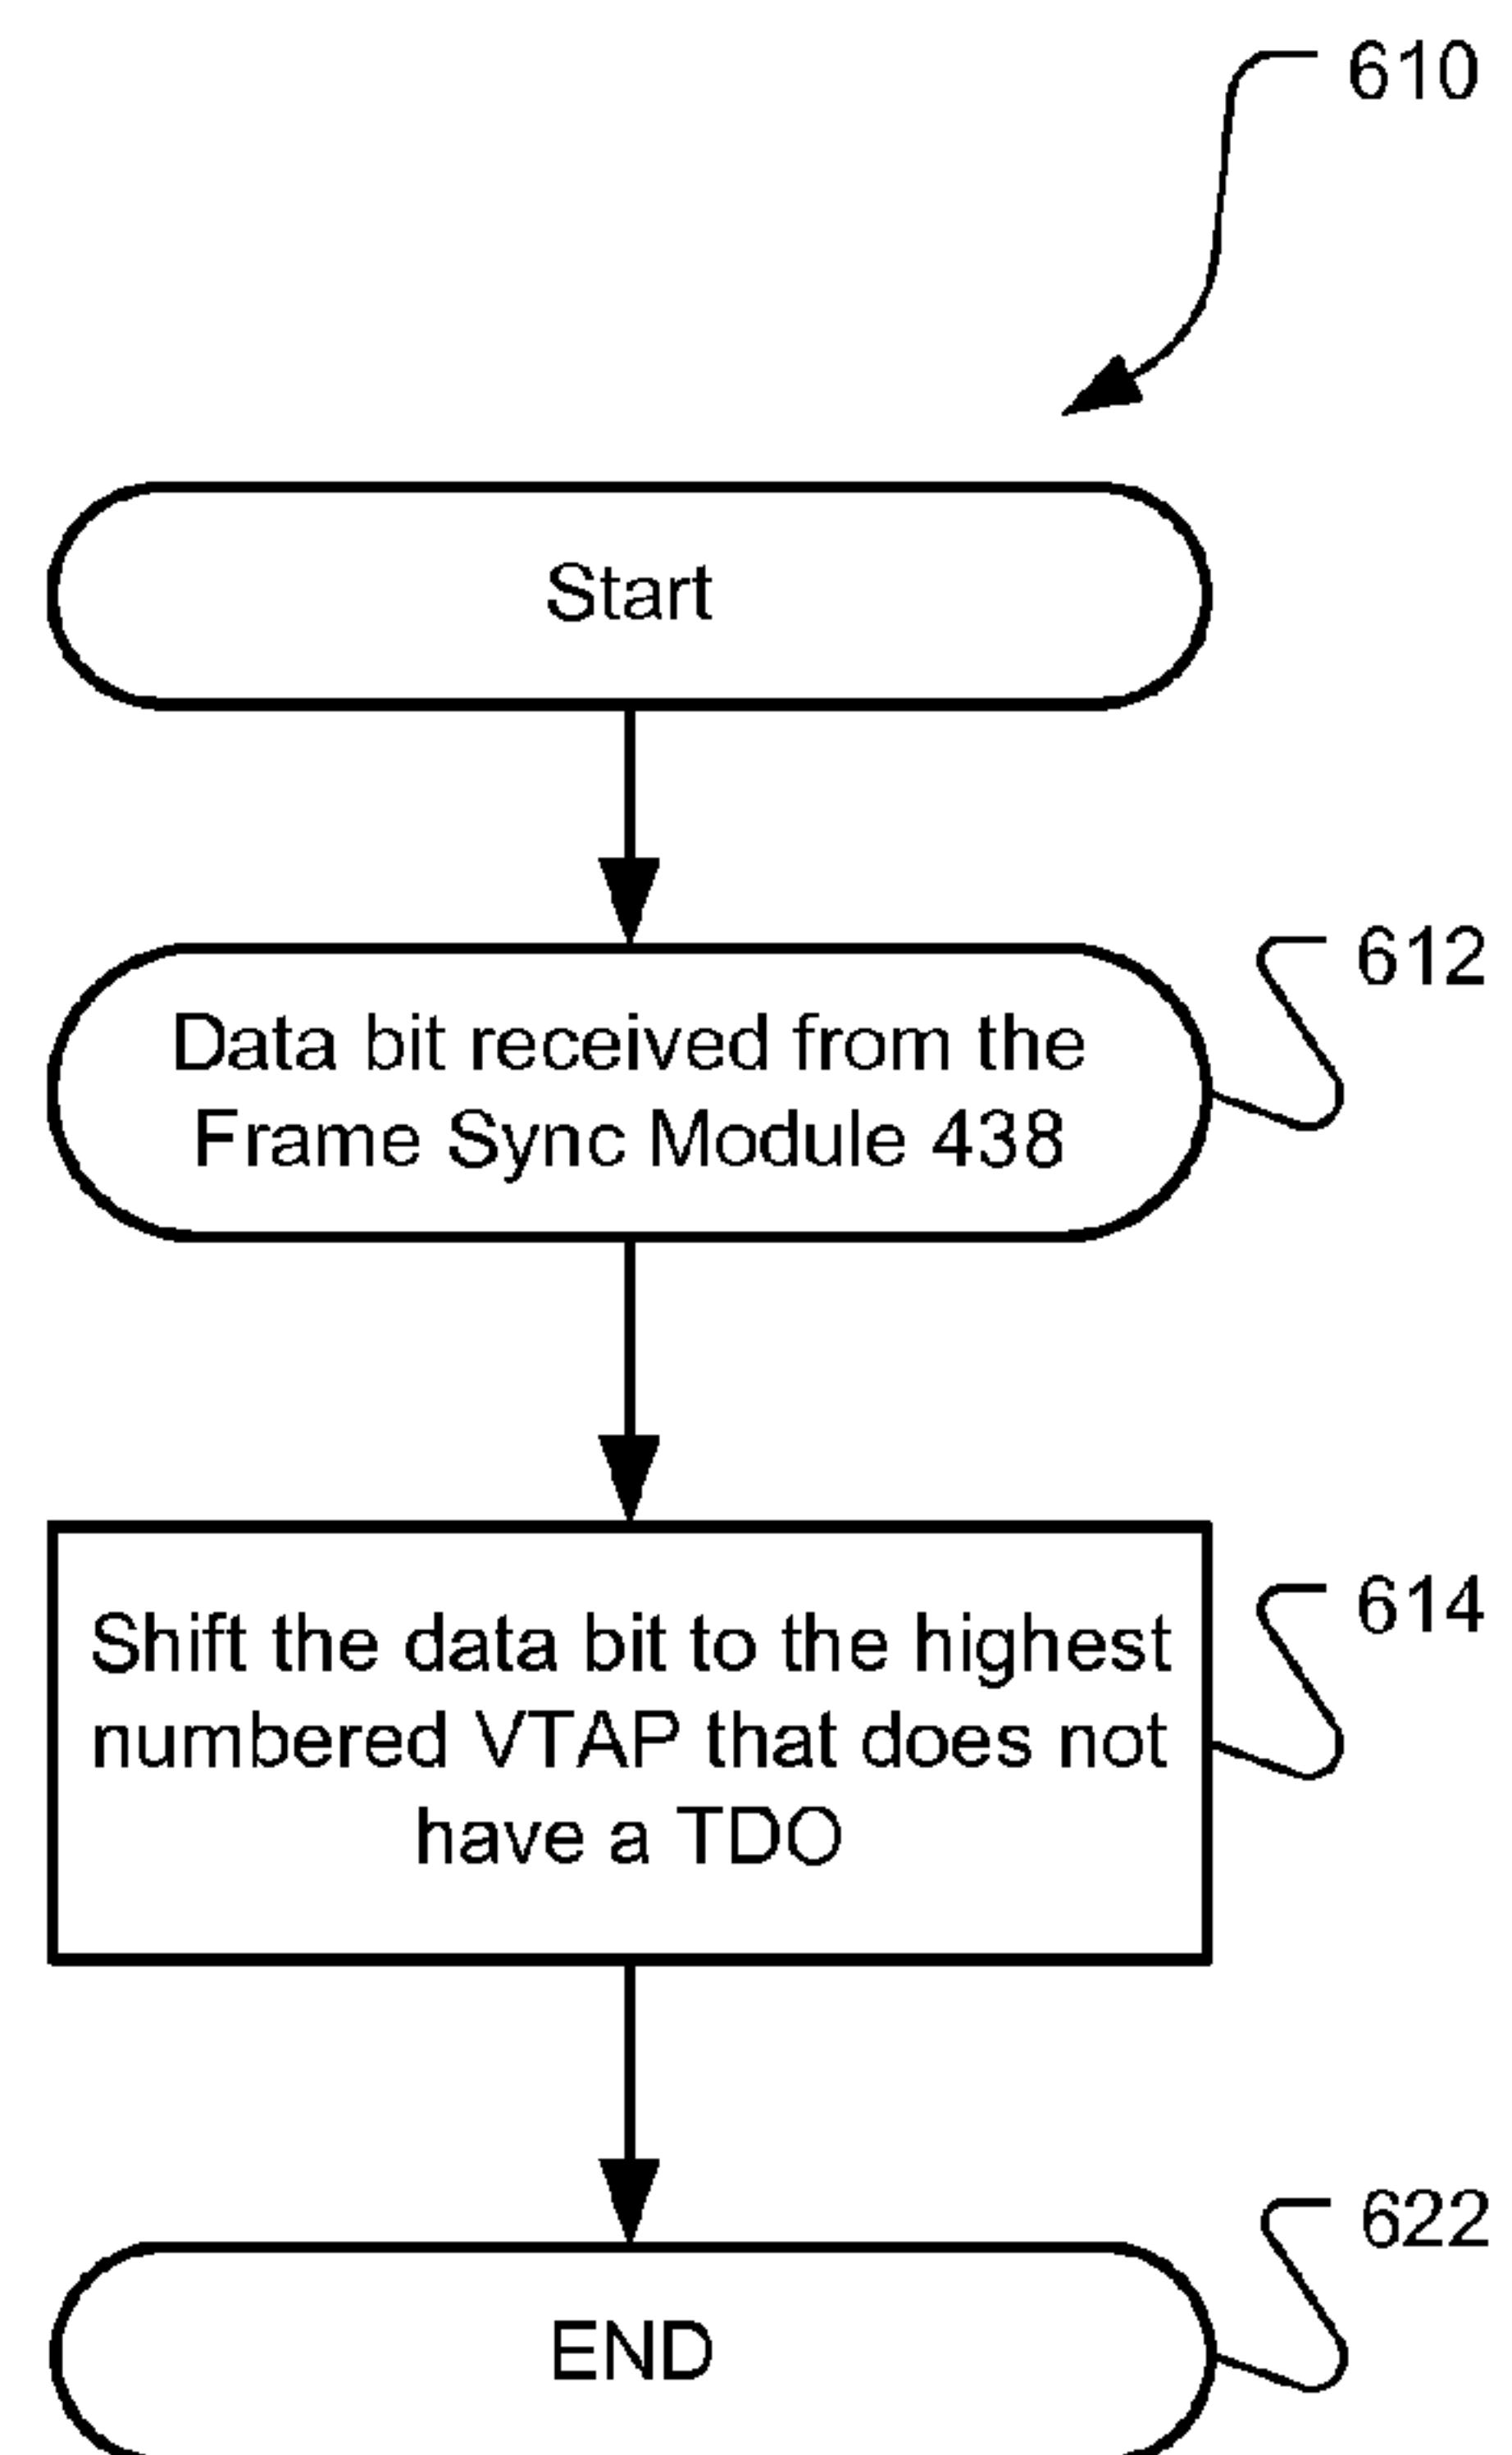 610
Start
612
Data bit received from the
Frame Sync Module 438
614
Shift the data bit to the highest
numbered VTAP that does not
have a TDO
622
END